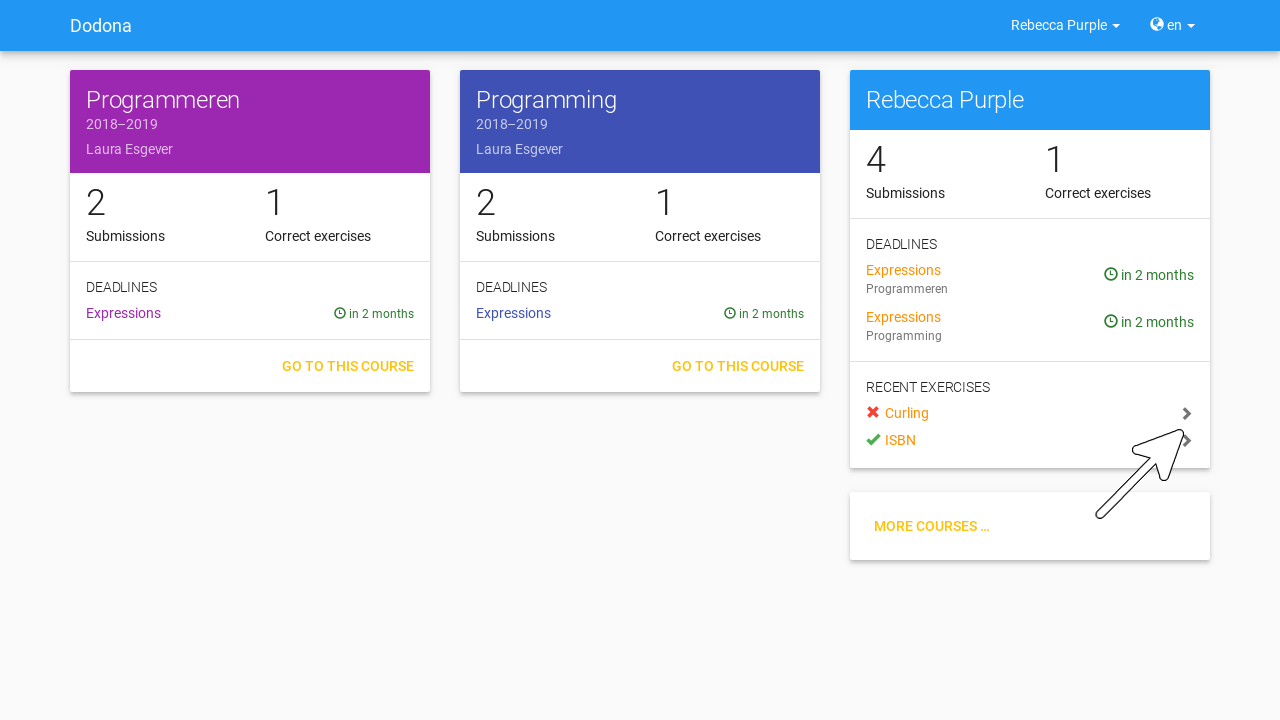 Dodona
Rebecca Purple
en
Programmeren
2018–2019
Laura Esgever
2
1
Submissions
Correct exercises
DEADLINES
Expressions
in 2 months
GO TO THIS COURSE
Programming
2018–2019
Laura Esgever
2
1
Submissions
Correct exercises
DEADLINES
Expressions
in 2 months
GO TO THIS COURSE
Rebecca Purple
4
1
Submissions
Correct exercises
DEADLINES
Expressions
in 2 months
Programmeren
Expressions
in 2 months
Programming
RECENT EXERCISES
Curling
ISBN
MORE COURSES ...